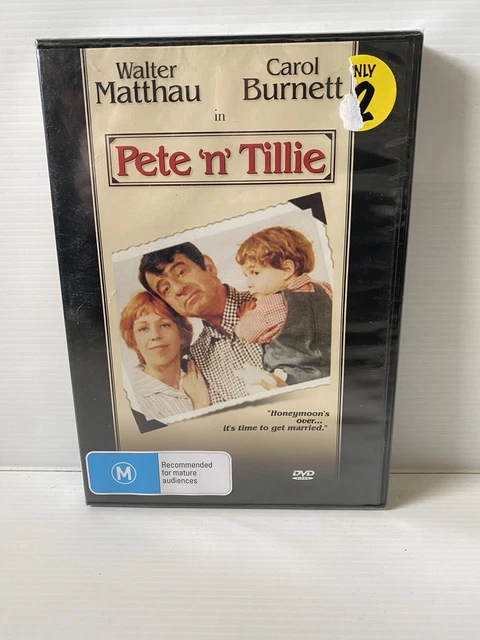 Walter
Matthau
Carol
Burnett
in
Pete 'n' Tillie
"Honeymoon's
over...
it's time to get married."
M
Recommended
for mature
audiences
DVD
VIDEO
NLY
2